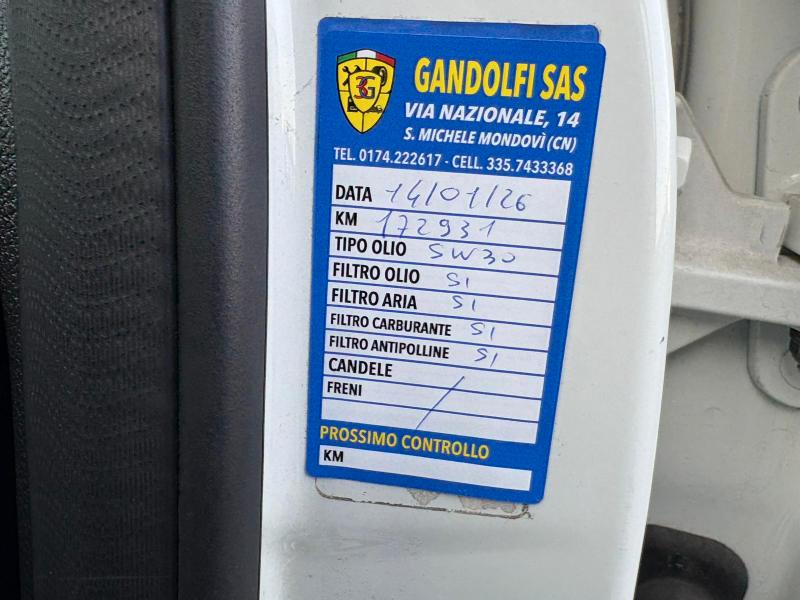 GANDOLFI SAS
VIA NAZIONALE, 14
S. MICHELE MONDOVÌ (CN)
TEL. 0174.222617 - CELL. 335.7433368
DATA 14/01/26
KM 172931
TIPO OLIO 5W30
FILTRO OLIO SI
FILTRO ARIA SI
FILTRO CARBURANTE SI
FILTRO ANTIPOLLINE SI
CANDELE /
FRENI
PROSSIMO CONTROLLO
KM